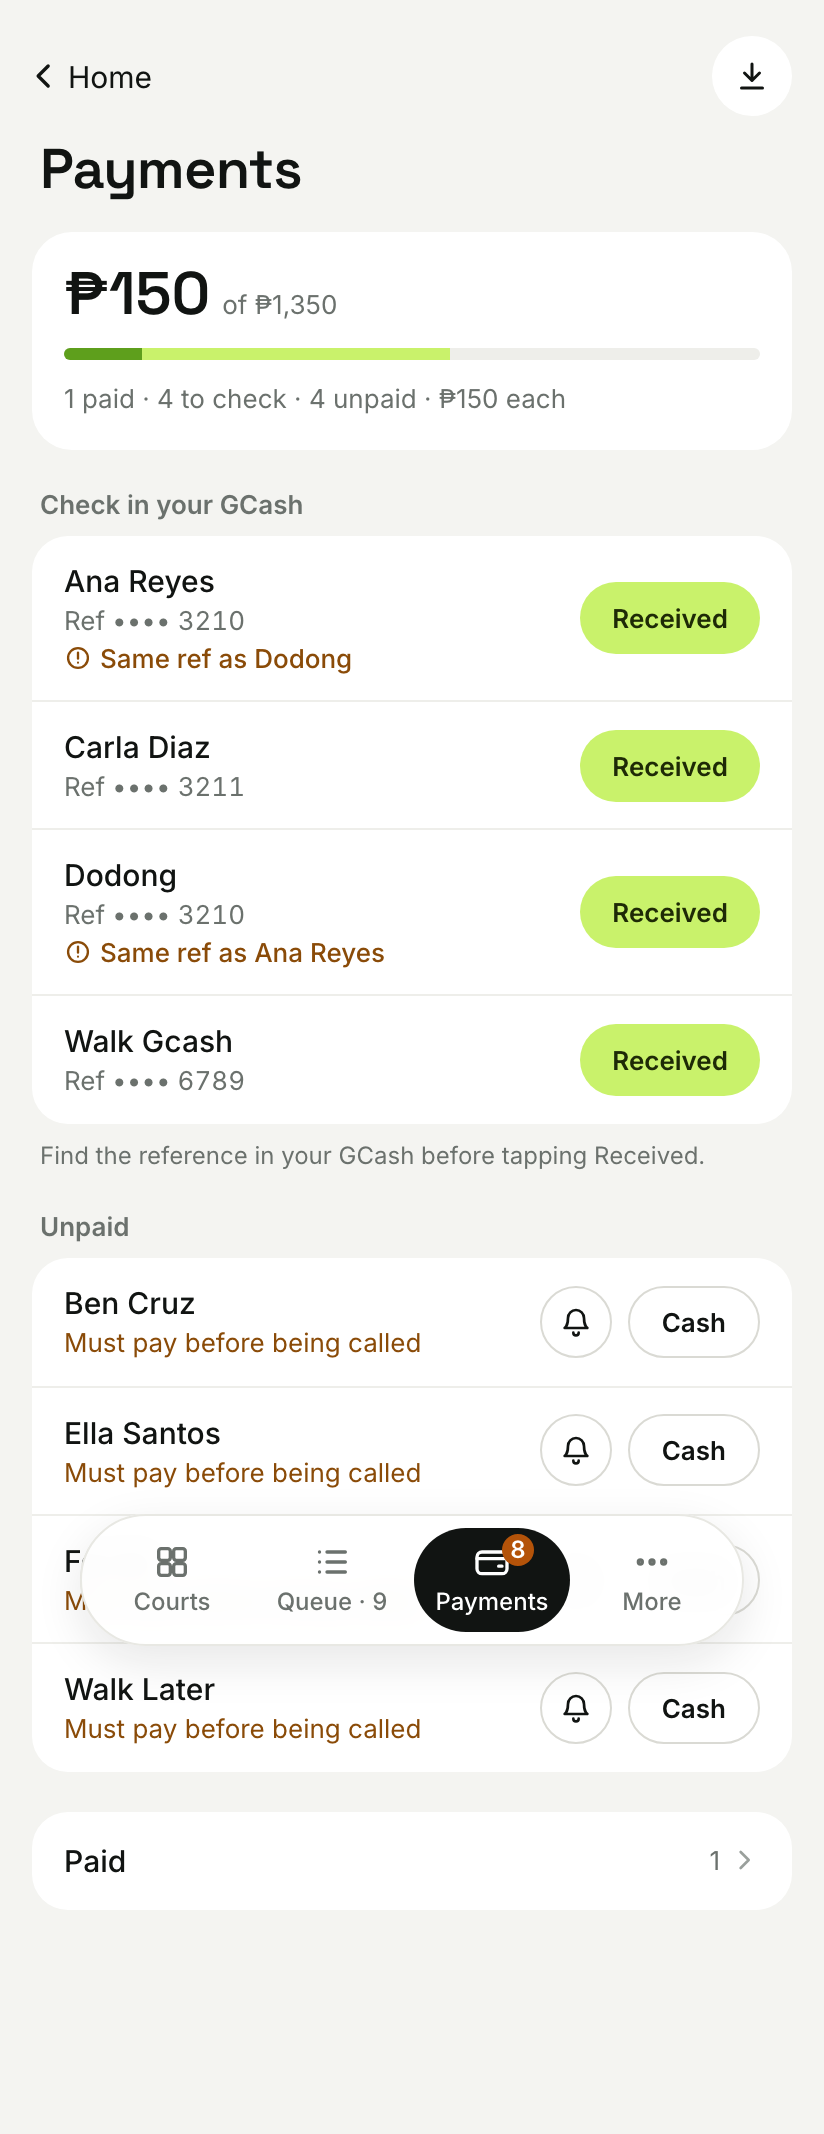 Home
Payments
₱150 of ₱1,350
1 paid · 4 to check · 4 unpaid · ₱150 each
Check in your GCash
Ana Reyes
Ref •••• 3210
Same ref as Dodong
Received
Carla Diaz
Ref •••• 3211
Received
Dodong
Ref •••• 3210
Same ref as Ana Reyes
Received
Walk Gcash
Ref •••• 6789
Received
Find the reference in your GCash before tapping Received.
Unpaid
Ben Cruz
Must pay before being called
Cash
Ella Santos
Must pay before being called
Cash
Courts
Queue · 9
8
Payments
More
Walk Later
Must pay before being called
Cash
Paid
1